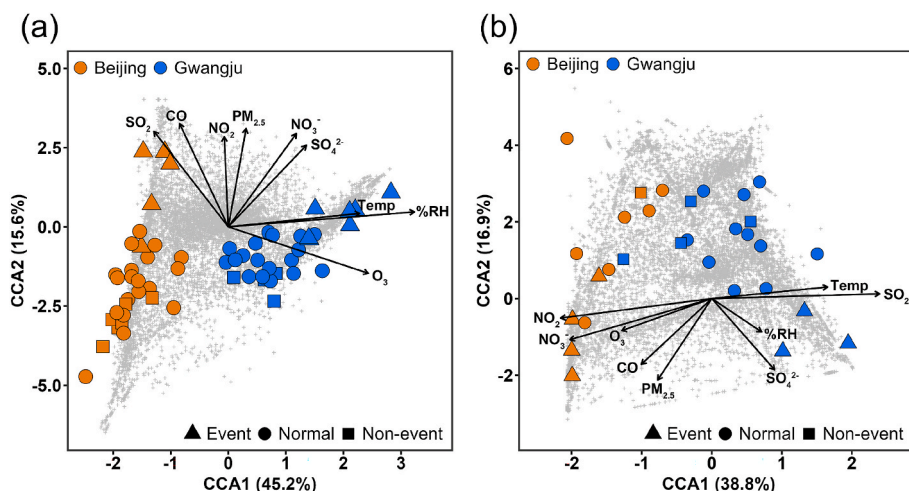 (a)
Beijing Gwangju
5.0
2.5
0.0
-2.5
-5.0
CCA2 (15.6%)
SO2
CO
NO2
PM2.5
NO3-
SO42-
Temp
%RH
O3
Event Normal Non-event
-2 -1 0 1 2 3
CCA1 (45.2%)
(b)
Beijing Gwangju
6
4
2
0
-2
CCA2 (16.9%)
Temp
SO2
NO2
NO3-
O3
%RH
CO
PM2.5
SO42-
Event Normal Non-event
-2 -1 0 1 2
CCA1 (38.8%)